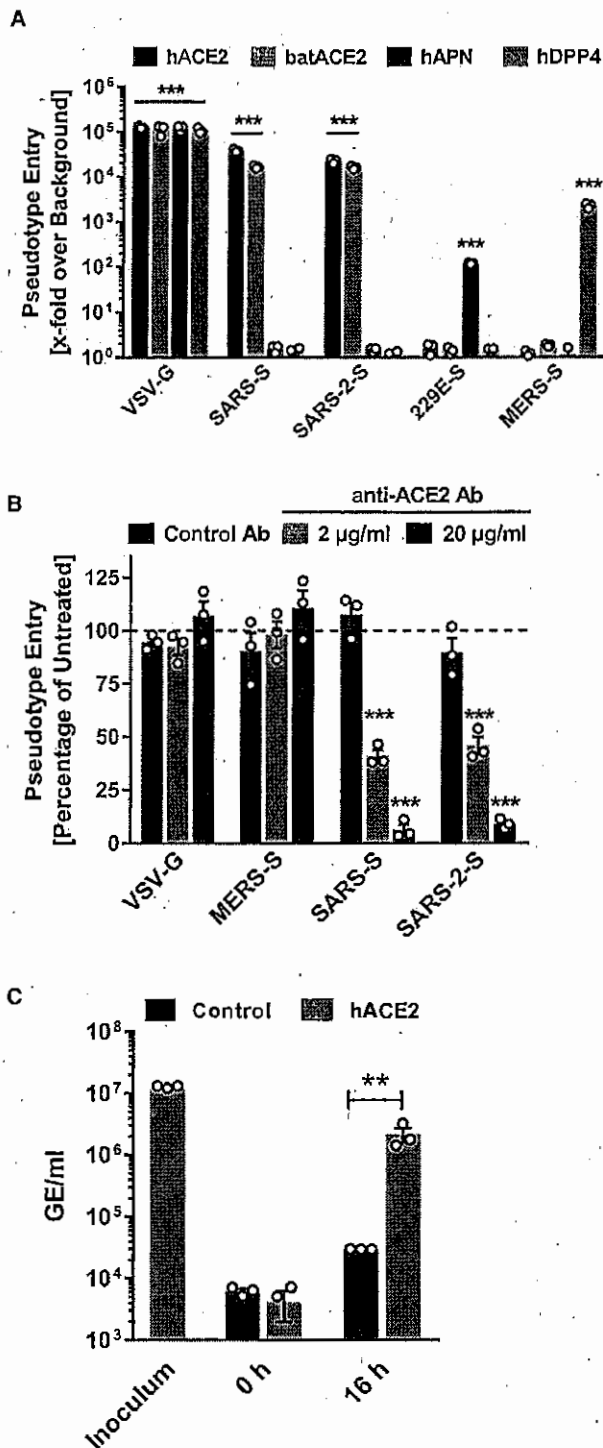 A
hACE2 batACE2 hAPN hDPP4
Pseudotype Entry
[x-fold over Background]
10⁶
10⁵
10⁴
10³
10²
10¹
10⁰
***
***
***
***
***
VSV-G SARS-S SARS-2-S 229E-S MERS-S
B
anti-ACE2 Ab
Control Ab 2 µg/ml 20 µg/ml
Pseudotype Entry
[Percentage of Untreated]
125
100
75
50
25
0
***
***
***
***
VSV-G MERS-S SARS-S SARS-2-S
C
Control hACE2
GE/ml
10⁸
10⁷
10⁶
10⁵
10⁴
10³
**
Inoculum 0 h 16 h